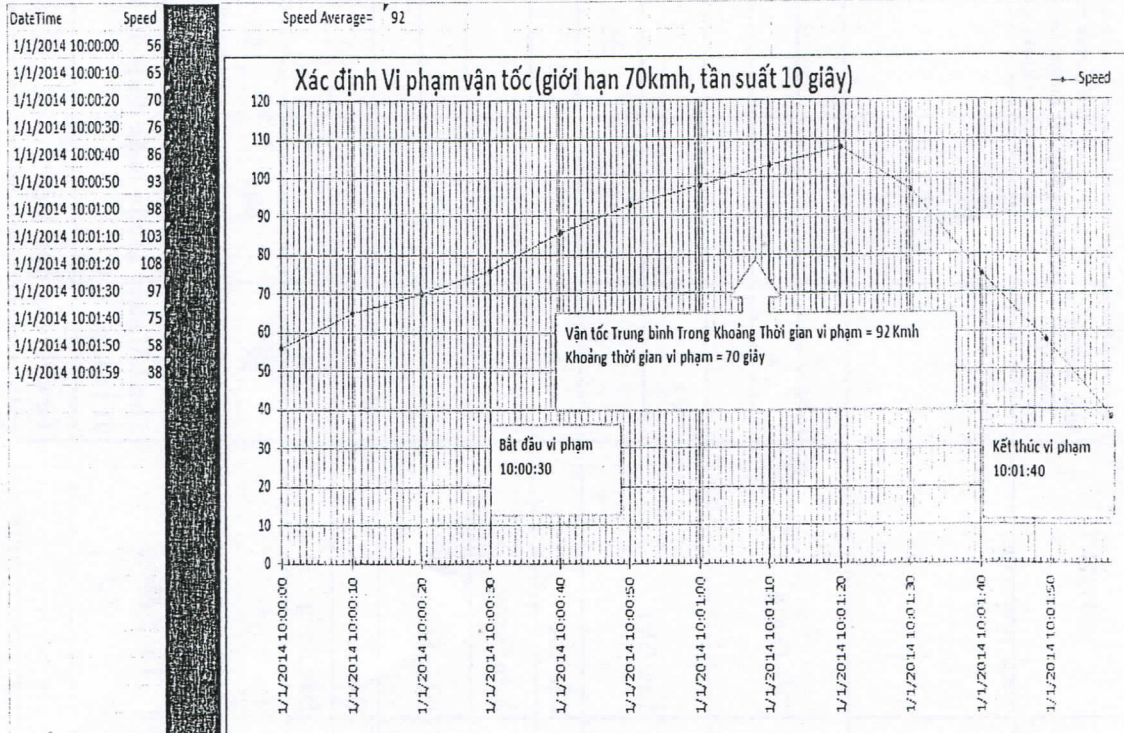 DateTime Speed
1/1/2014 10:00:00 56
1/1/2014 10:00:10 65
1/1/2014 10:00:20 70
1/1/2014 10:00:30 76
1/1/2014 10:00:40 86
1/1/2014 10:00:50 93
1/1/2014 10:01:00 98
1/1/2014 10:01:10 103
1/1/2014 10:01:20 108
1/1/2014 10:01:30 97
1/1/2014 10:01:40 75
1/1/2014 10:01:50 58
1/1/2014 10:01:59 38
Speed Average= 92
Xác định Vi phạm vận tốc (giới hạn 70kmh, tần suất 10 giây)
Speed
120
110
100
90
80
70
60
50
40
30
20
10
0
Vận tốc Trung bình Trong Khoảng Thời gian vi phạm = 92 Kmh
Khoảng thời gian vi phạm = 70 giây
Bắt đầu vi phạm
10:00:30
Kết thúc vi phạm
10:01:40
1/1/2014 10:00:00
1/1/2014 10:00:10
1/1/2014 10:00:20
1/1/2014 10:00:30
1/1/2014 10:00:40
1/1/2014 10:00:50
1/1/2014 10:01:00
1/1/2014 10:01:10
1/1/2014 10:01:20
1/1/2014 10:01:30
1/1/2014 10:01:40
1/1/2014 10:01:50